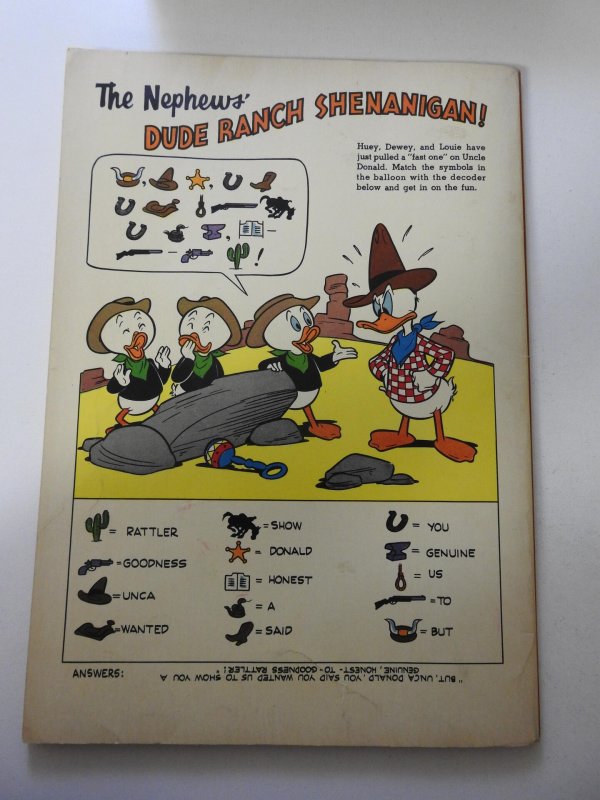 The Nephews'
DUDE RANCH SHENANIGAN!
Huey, Dewey, and Louie have
just pulled a "fast one" on Uncle
Donald. Match the symbols in
the balloon with the decoder
below and get in on the fun.
= RATTLER
= GOODNESS
= UNCA
= WANTED
= SHOW
= DONALD
= HONEST
= A
= SAID
= YOU
= GENUINE
= US
= TO
= BUT
ANSWERS:
"BUT, UNCA DONALD, YOU SAID YOU WANTED US TO SHOW YOU A
GENUINE, HONEST-TO-GOODNESS RATTLER!"